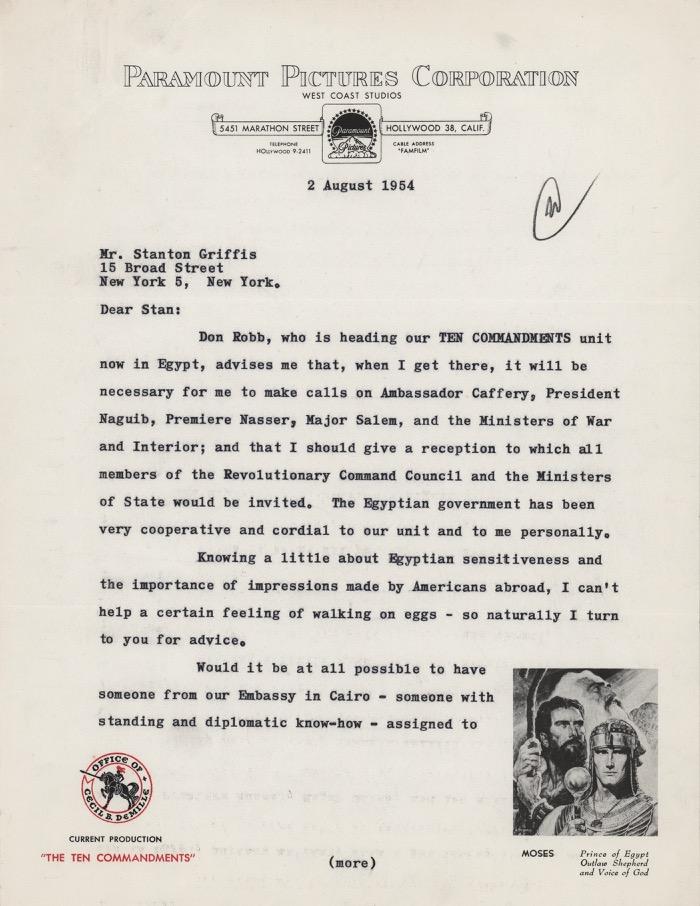 PARAMOUNT PICTURES CORPORATION
WEST COAST STUDIOS
5451 MARATHON STREET
Paramount
Pictures
HOLLYWOOD 38, CALIF.
TELEPHONE
HOLLYWOOD 9-2411
CABLE ADDRESS
"FAMFILM"
2 August 1954
Mr. Stanton Griffis
15 Broad Street
New York 5, New York.
Dear Stan:
Don Robb, who is heading our TEN COMMANDMENTS unit
now in Egypt, advises me that, when I get there, it will be
necessary for me to make calls on Ambassador Caffery, President
Naguib, Premiere Nasser, Major Salem, and the Ministers of War
and Interior; and that I should give a reception to which all
members of the Revolutionary Command Council and the Ministers
of State would be invited. The Egyptian government has been
very cooperative and cordial to our unit and to me personally.
Knowing a little about Egyptian sensitiveness and
the importance of impressions made by Americans abroad, I can't
help a certain feeling of walking on eggs - so naturally I turn
to you for advice.
Would it be at all possible to have
someone from our Embassy in Cairo - someone with
standing and diplomatic know-how - assigned to
OFFICE OF
CECIL B. DEMILLE
CURRENT PRODUCTION
"THE TEN COMMANDMENTS"
(more)
MOSES
Prince of Egypt
Outlaw Shepherd
and Voice of God